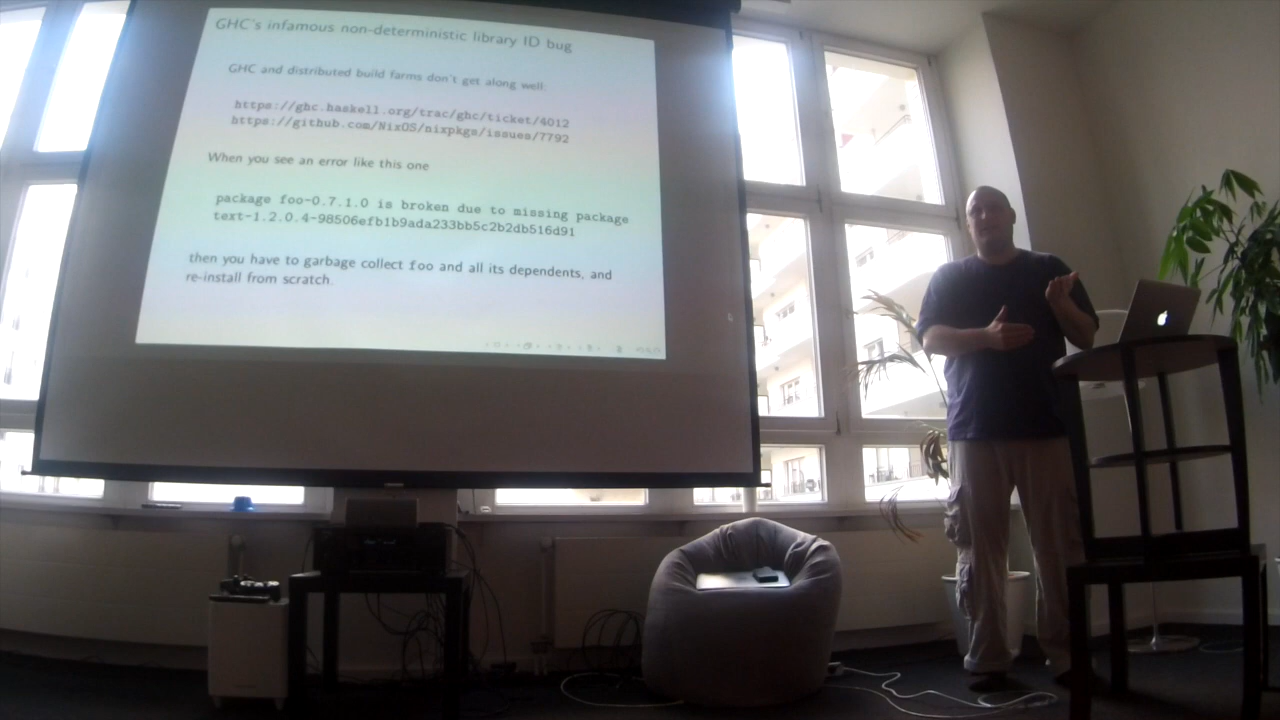 GHC's infamous non-deterministic library ID bug
GHC and distributed build farms don't get along well:
https://ghc.haskell.org/trac/ghc/ticket/4012
https://github.com/NixOS/nixpkgs/issues/7792
When you see an error like this one
package foo-0.7.1.0 is broken due to missing package
text-1.2.0.4-98506efb1b9ada233bb5c2b2db516d91
then you have to garbage collect foo and all its dependents, and
re-install from scratch.